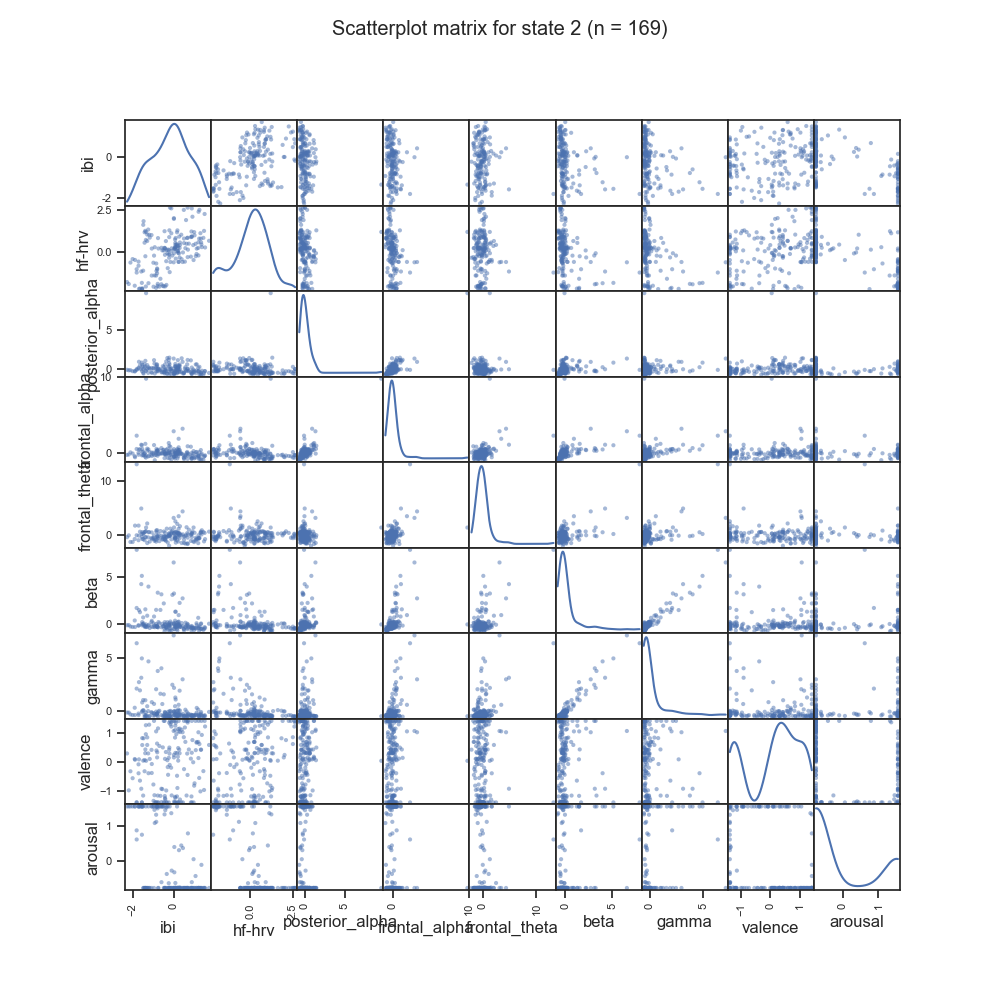 Scatterplot matrix for state 2 (n = 169)
ibi
0
-2
hf-hrv
2.5
0.0
posterior_alpha
5
0
frontal_alpha
10
0
frontal_theta
10
0
beta
5
0
gamma
5
0
valence
1
0
−1
arousal
1
0
−2 0 0.0 2.5 0 5 0 10 0 10 0 5 −1 0 1 0 1
ibi hf-hrv posterior_alpha frontal_alpha frontal_theta beta gamma valence arousal